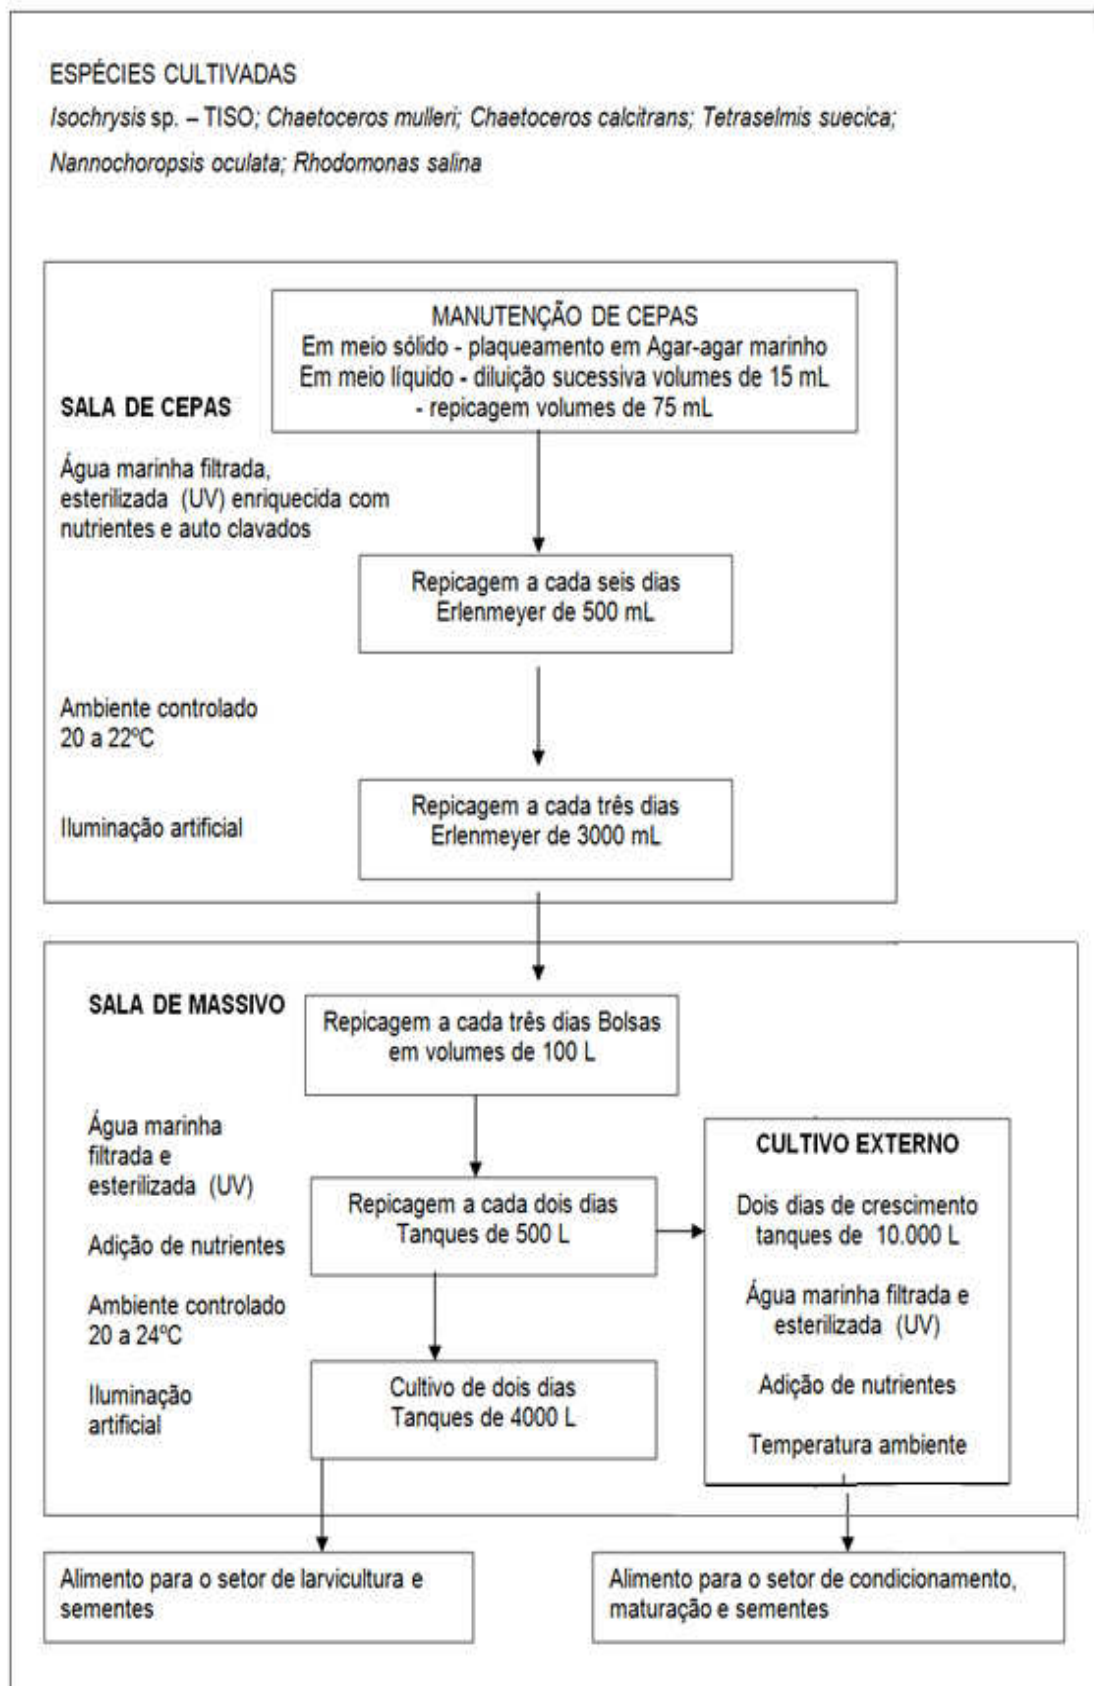 ESPÉCIES CULTIVADAS
Isochrysis sp. – TISO; Chaetoceros mulleri; Chaetoceros calcitrans; Tetraselmis suecica;
Nannochoropsis oculata; Rhodomonas salina
MANUTENÇÃO DE CEPAS
Em meio sólido - plaqueamento em Agar-agar marinho
Em meio líquido - diluição sucessiva volumes de 15 mL
- repicagem volumes de 75 mL
SALA DE CEPAS
Água marinha filtrada,
esterilizada (UV) enriquecida com
nutrientes e auto clavados
Repicagem a cada seis dias
Erlenmeyer de 500 mL
Ambiente controlado
20 a 22ºC
Repicagem a cada três dias
Erlenmeyer de 3000 mL
Iluminação artificial
SALA DE MASSIVO
Repicagem a cada três dias Bolsas
em volumes de 100 L
Água marinha
filtrada e
esterilizada (UV)
Adição de nutrientes
Ambiente controlado
20 a 24ºC
Iluminação
artificial
Repicagem a cada dois dias
Tanques de 500 L
Cultivo de dois dias
Tanques de 4000 L
CULTIVO EXTERNO
Dois dias de crescimento
tanques de 10.000 L
Água marinha filtrada e
esterilizada (UV)
Adição de nutrientes
Temperatura ambiente
Alimento para o setor de larvicultura e
sementes
Alimento para o setor de condicionamento,
maturação e sementes